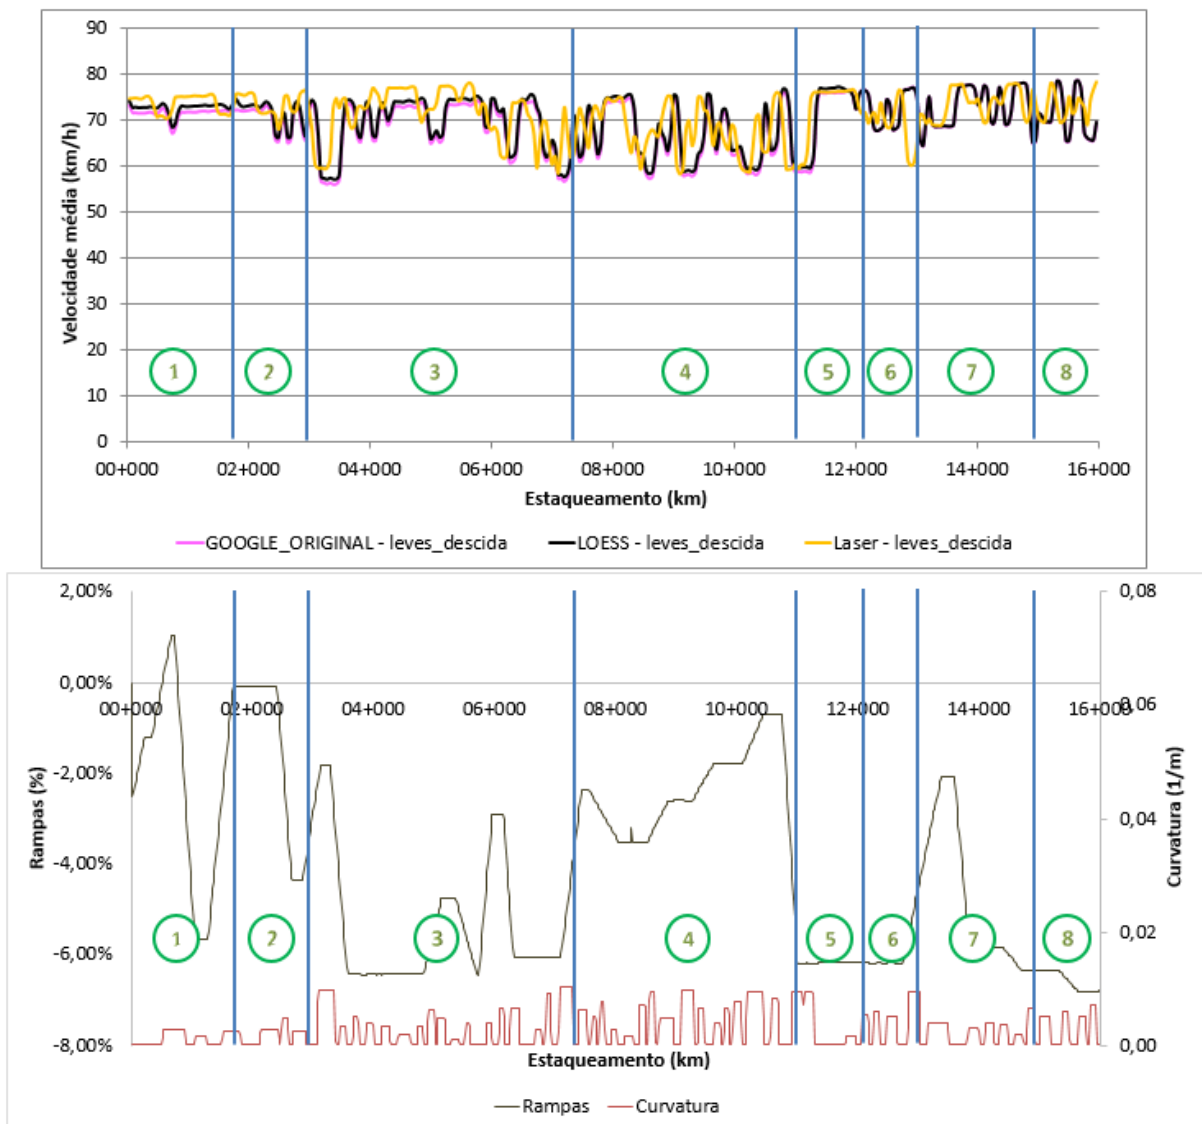 90
80
70
60
50
40
30
20
10
0
Velocidade média (km/h)
1 2 3 4 5 6 7 8
00+000 02+000 04+000 06+000 08+000 10+000 12+000 14+000 16+000
Estaqueamento (km)
GOOGLE_ORIGINAL - leves_descida LOESS - leves_descida Laser - leves_descida
2,00%
0,00%
-2,00%
-4,00%
-6,00%
-8,00%
Rampas (%)
00+000 02+000 04+000 06+000 08+000 10+000 12+000 14+000 16+000
0,08
0,06
0,04
0,02
0,00
Curvatura (1/m)
1 2 3 4 5 6 7 8
Estaqueamento (km)
Rampas Curvatura